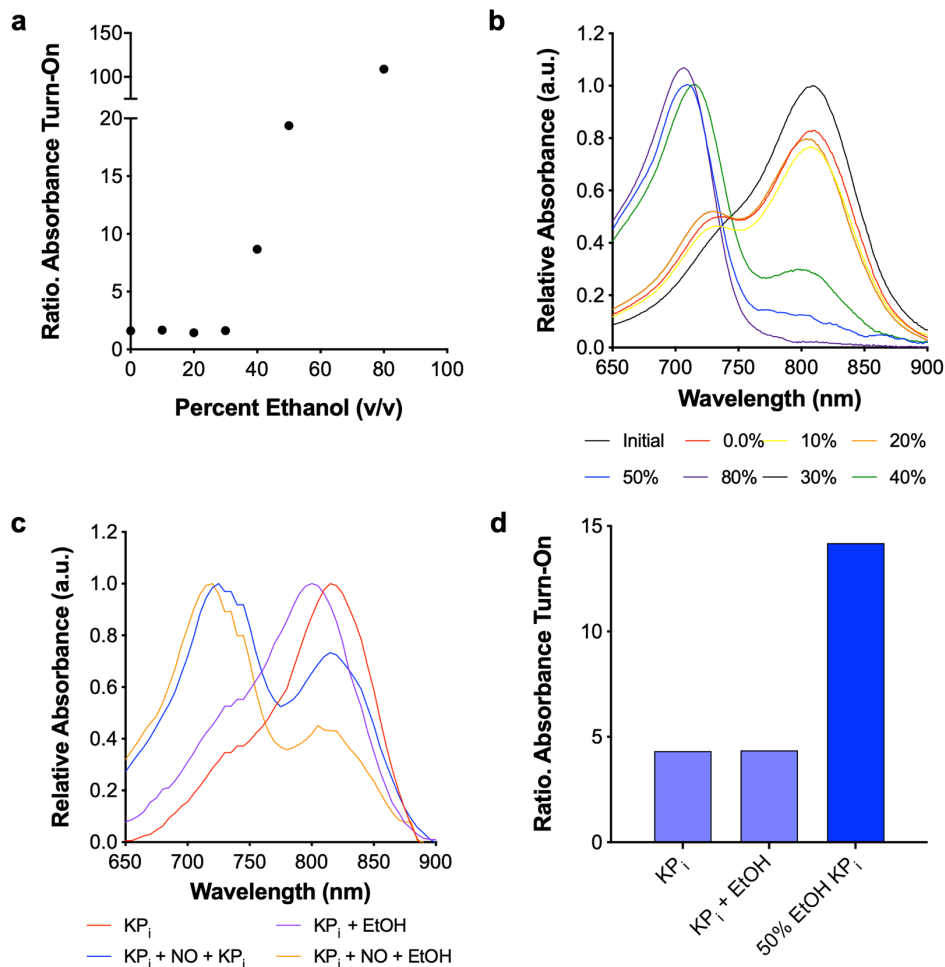 a
Ratio. Absorbance Turn-On
150
100
20
15
10
5
0
0 20 40 60 80 100
Percent Ethanol (v/v)
b
Relative Absorbance (a.u.)
1.2
1.0
0.8
0.6
0.4
0.2
0.0
650 700 750 800 850 900
Wavelength (nm)
Initial 0.0% 10% 20%
50% 80% 30% 40%
c
Relative Absorbance (a.u.)
1.2
1.0
0.8
0.6
0.4
0.2
0.0
650 700 750 800 850 900
Wavelength (nm)
KPi KPi + EtOH
KPi + NO + KPi KPi + NO + EtOH
d
Ratio. Absorbance Turn-On
15
10
5
0
KPi
KPi + EtOH
50% EtOH KPi